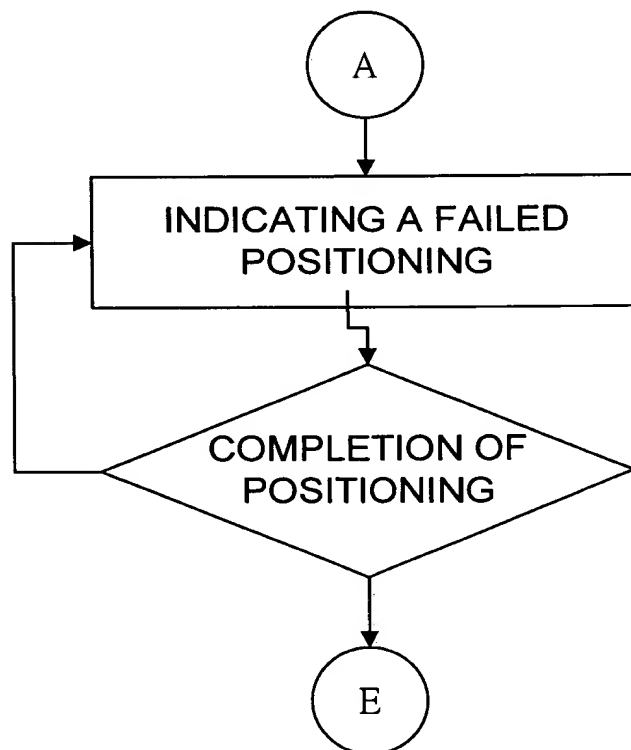 A
INDICATING A FAILED
POSITIONING
COMPLETION OF
POSITIONING
E